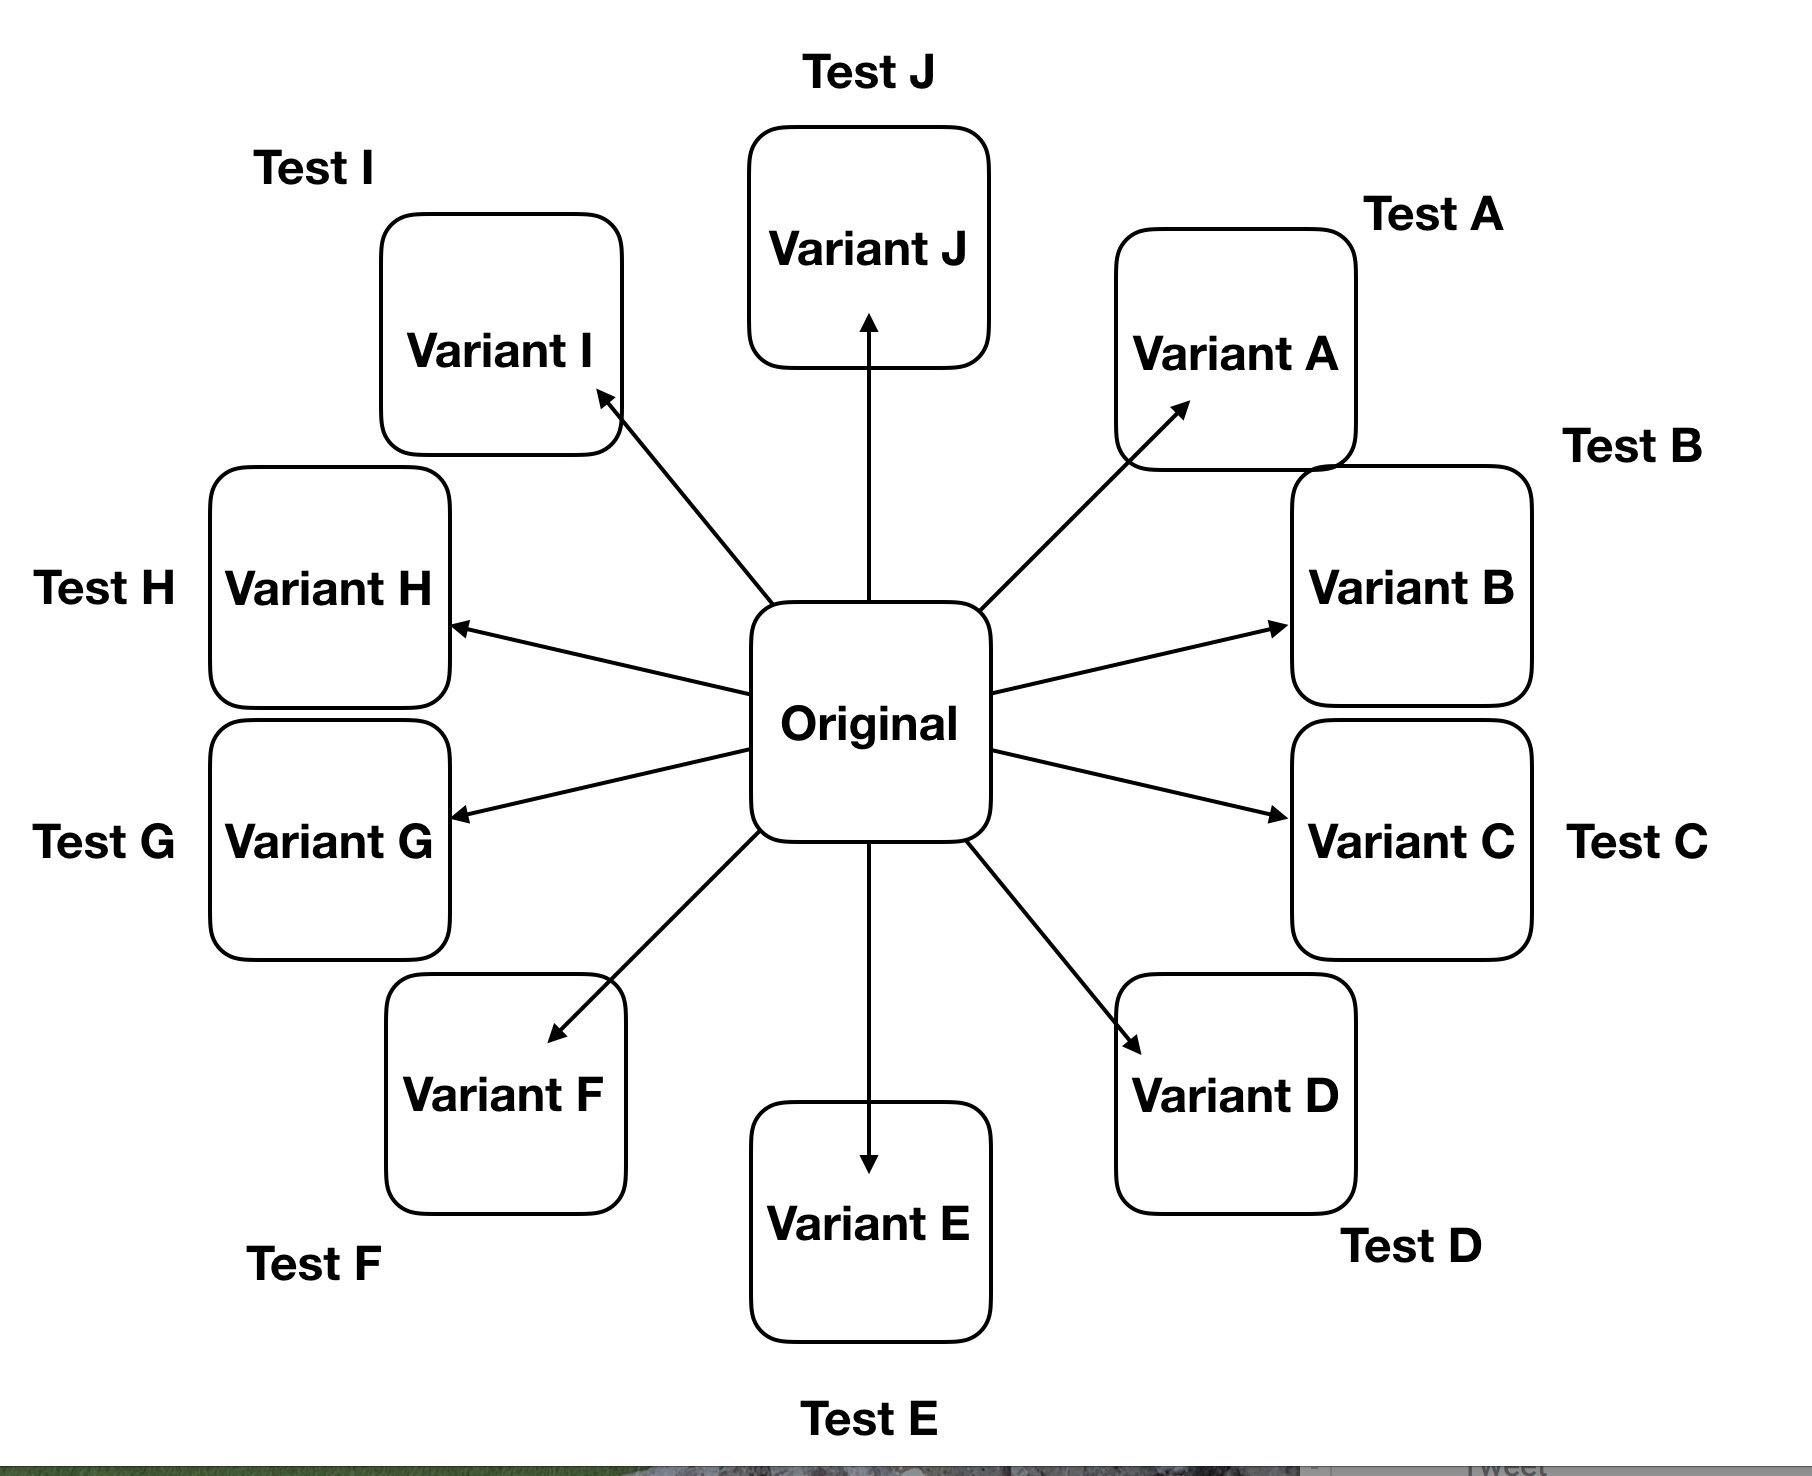 Test J
Test I
Test A
Variant J
Variant I
Variant A
Test B
Test H
Variant H
Variant B
Original
Test G
Variant G
Variant C
Test C
Variant F
Variant D
Variant E
Test F
Test D
Test E
Tweet